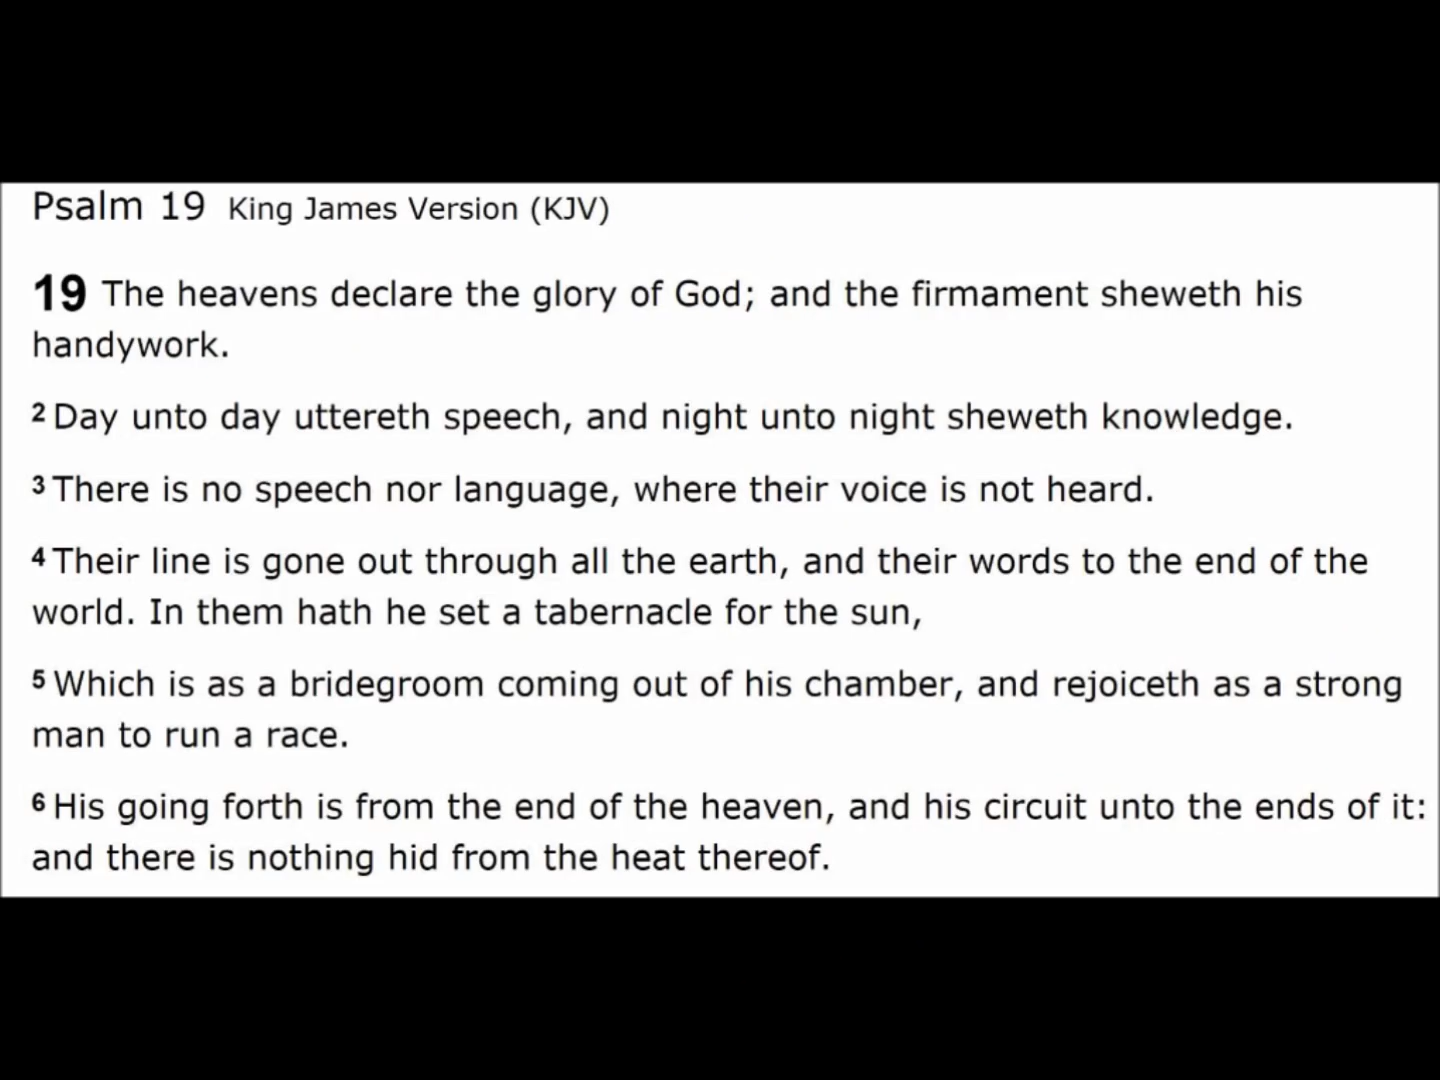 Psalm 19 King James Version (KJV)
19 The heavens declare the glory of God; and the firmament sheweth his
handywork.
2 Day unto day uttereth speech, and night unto night sheweth knowledge.
3 There is no speech nor language, where their voice is not heard.
4 Their line is gone out through all the earth, and their words to the end of the
world. In them hath he set a tabernacle for the sun,
5 Which is as a bridegroom coming out of his chamber, and rejoiceth as a strong
man to run a race.
6 His going forth is from the end of the heaven, and his circuit unto the ends of it:
and there is nothing hid from the heat thereof.